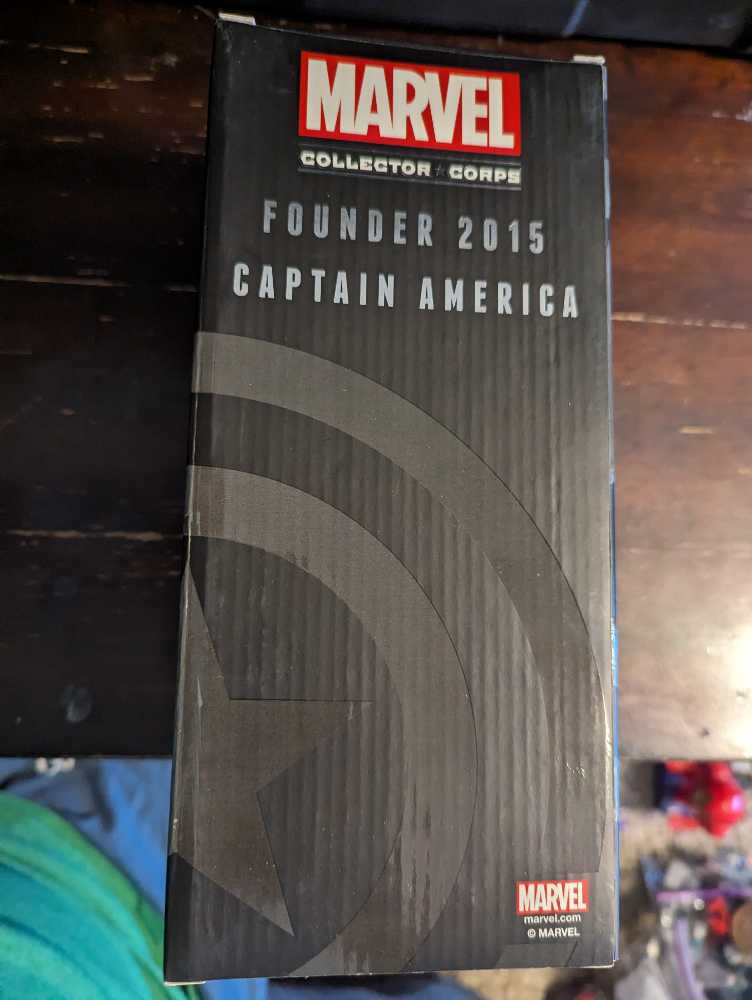 MARVEL
COLLECTOR ★ CORPS
FOUNDER 2015
CAPTAIN AMERICA
MARVEL
marvel.com
© MARVEL